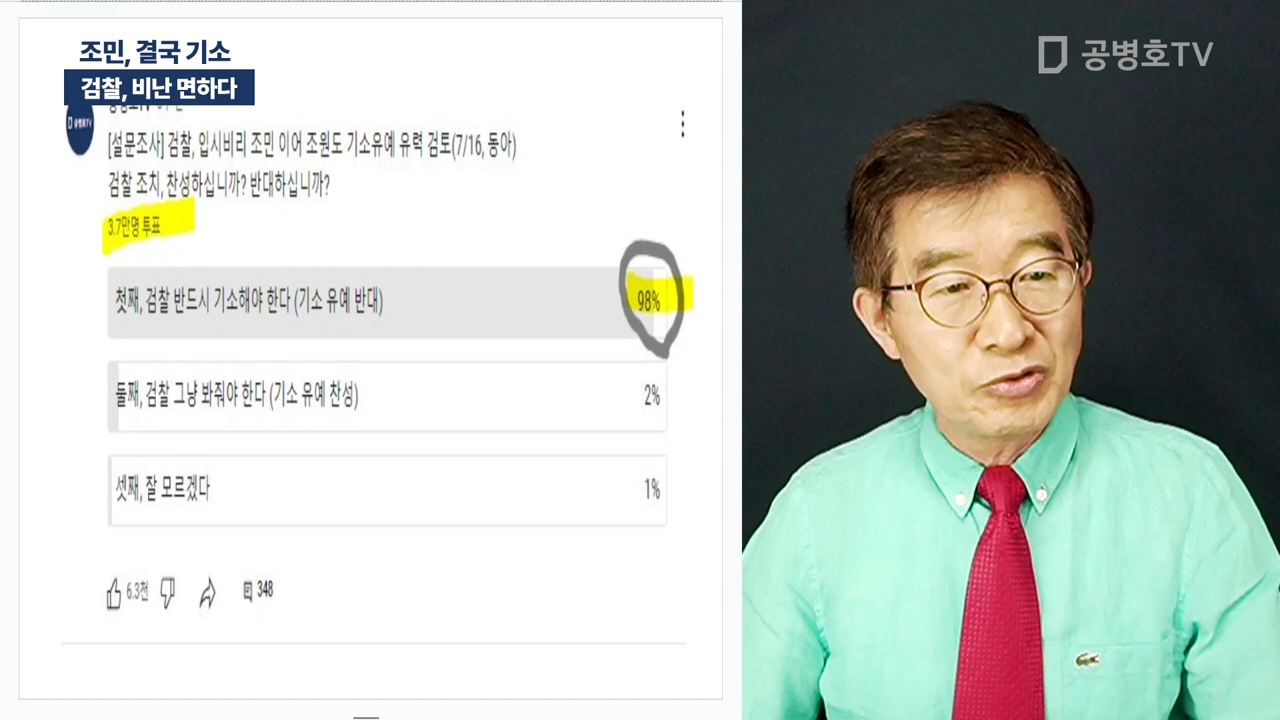 조민, 결국 기소
검찰, 비난 면하다
공병호TV
공병호TV
[설문조사] 검찰, 입시비리 조민 이어 조원도 기소유예 유력 검토(7/16, 동아)
검찰 조치, 찬성하십니까? 반대하십니까?
3.7만명 투표
첫째, 검찰 반드시 기소해야 한다 (기소 유예 반대)
98%
둘째, 검찰 그냥 봐줘야 한다 (기소 유예 찬성)
2%
셋째, 잘 모르겠다
1%
6.3천
348